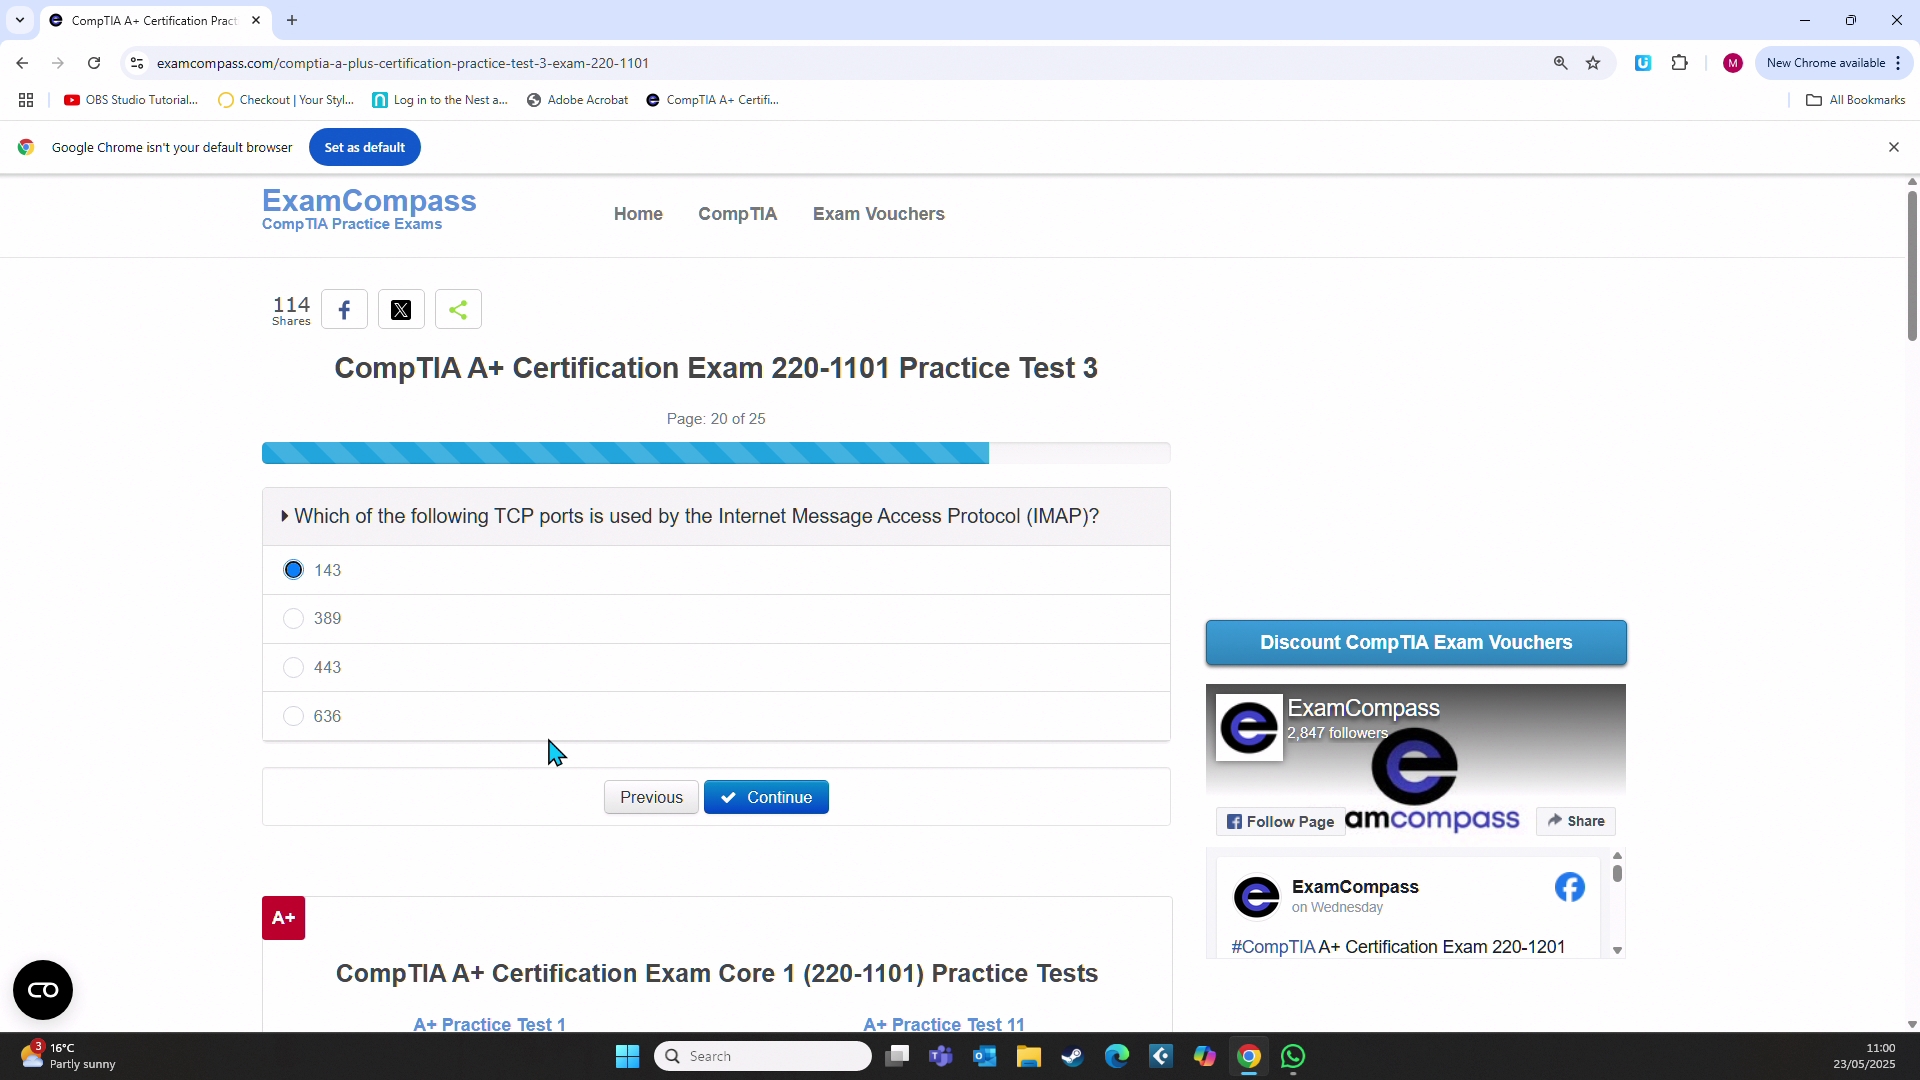 CompTIA A+ Certification Pract
examcompass.com/comptia-a-plus-certification-practice-test-3-exam-220-1101
M
New Chrome available
OBS Studio Tutorial...
Checkout | Your Styl...
Log in to the Nest a...
Adobe Acrobat
CompTIA A+ Certifi...
All Bookmarks
Google Chrome isn't your default browser
Set as default
ExamCompass
CompTIA Practice Exams
Home
CompTIA
Exam Vouchers
114
Shares
CompTIA A+ Certification Exam 220-1101 Practice Test 3
Page: 20 of 25
Which of the following TCP ports is used by the Internet Message Access Protocol (IMAP)?
143
389
443
636
Previous
Continue
Discount CompTIA Exam Vouchers
ExamCompass
2,847 followers
amcompass
Follow Page
Share
ExamCompass
on Wednesday
#CompTIA A+ Certification Exam 220-1201
A+
CompTIA A+ Certification Exam Core 1 (220-1101) Practice Tests
A+ Practice Test 1
A+ Practice Test 11
3
16°C
Partly sunny
Search
11:00
23/05/2025